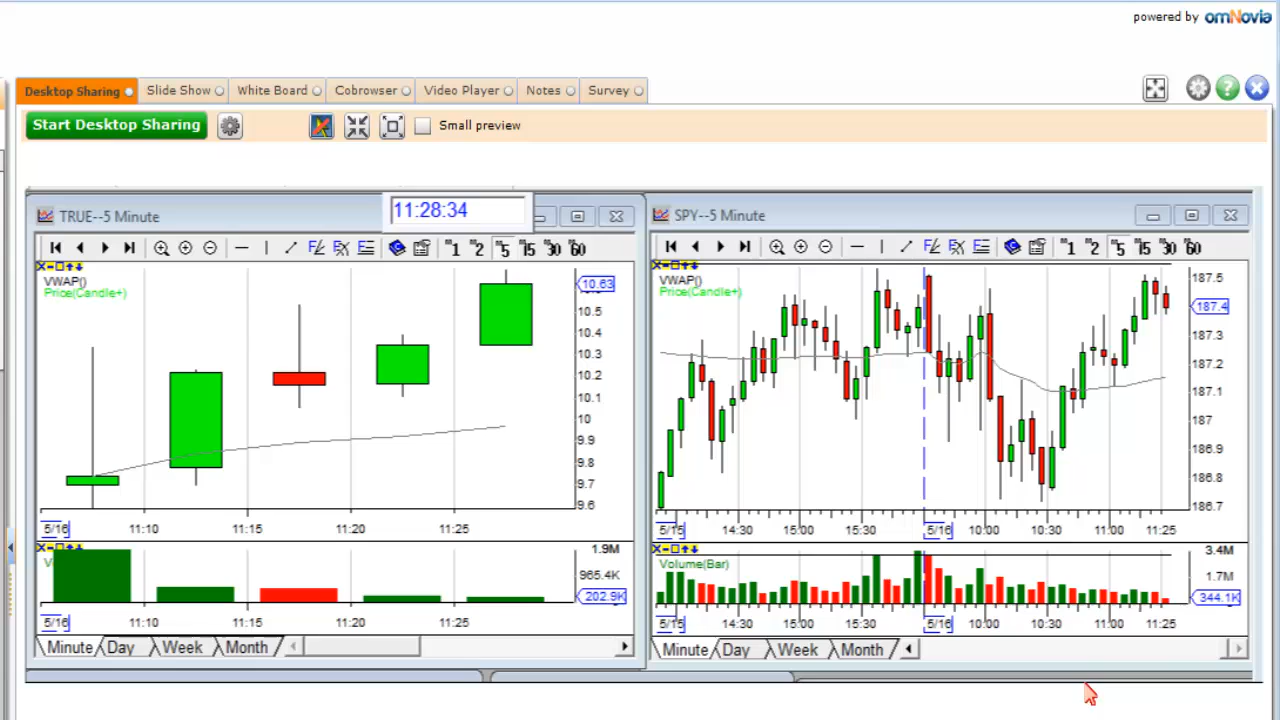 powered by omNovia
Desktop Sharing
Slide Show
White Board
Cobrowser
Video Player
Notes
Survey
Start Desktop Sharing
Small preview
TRUE--5 Minute
11:28:34
1 2 5 15 30 60
VWAP()
Price(Candle+)
10.63
10.5
10.4
10.3
10.2
10.1
10
9.9
9.8
9.7
9.6
5/16 11:10 11:15 11:20 11:25
1.9M
965.4K
202.9K
5/16 11:10 11:15 11:20 11:25
Minute Day Week Month
SPY--5 Minute
1 2 5 15 30 60
VWAP()
Price(Candle+)
187.5
187.4
187.3
187.2
187.1
187
186.9
186.8
186.7
5/15 14:30 15:00 15:30 5/16 10:00 10:30 11:00 11:25
Volume(Bar)
3.4M
1.7M
344.1K
5/15 14:30 15:00 15:30 5/16 10:00 10:30 11:00 11:25
Minute Day Week Month